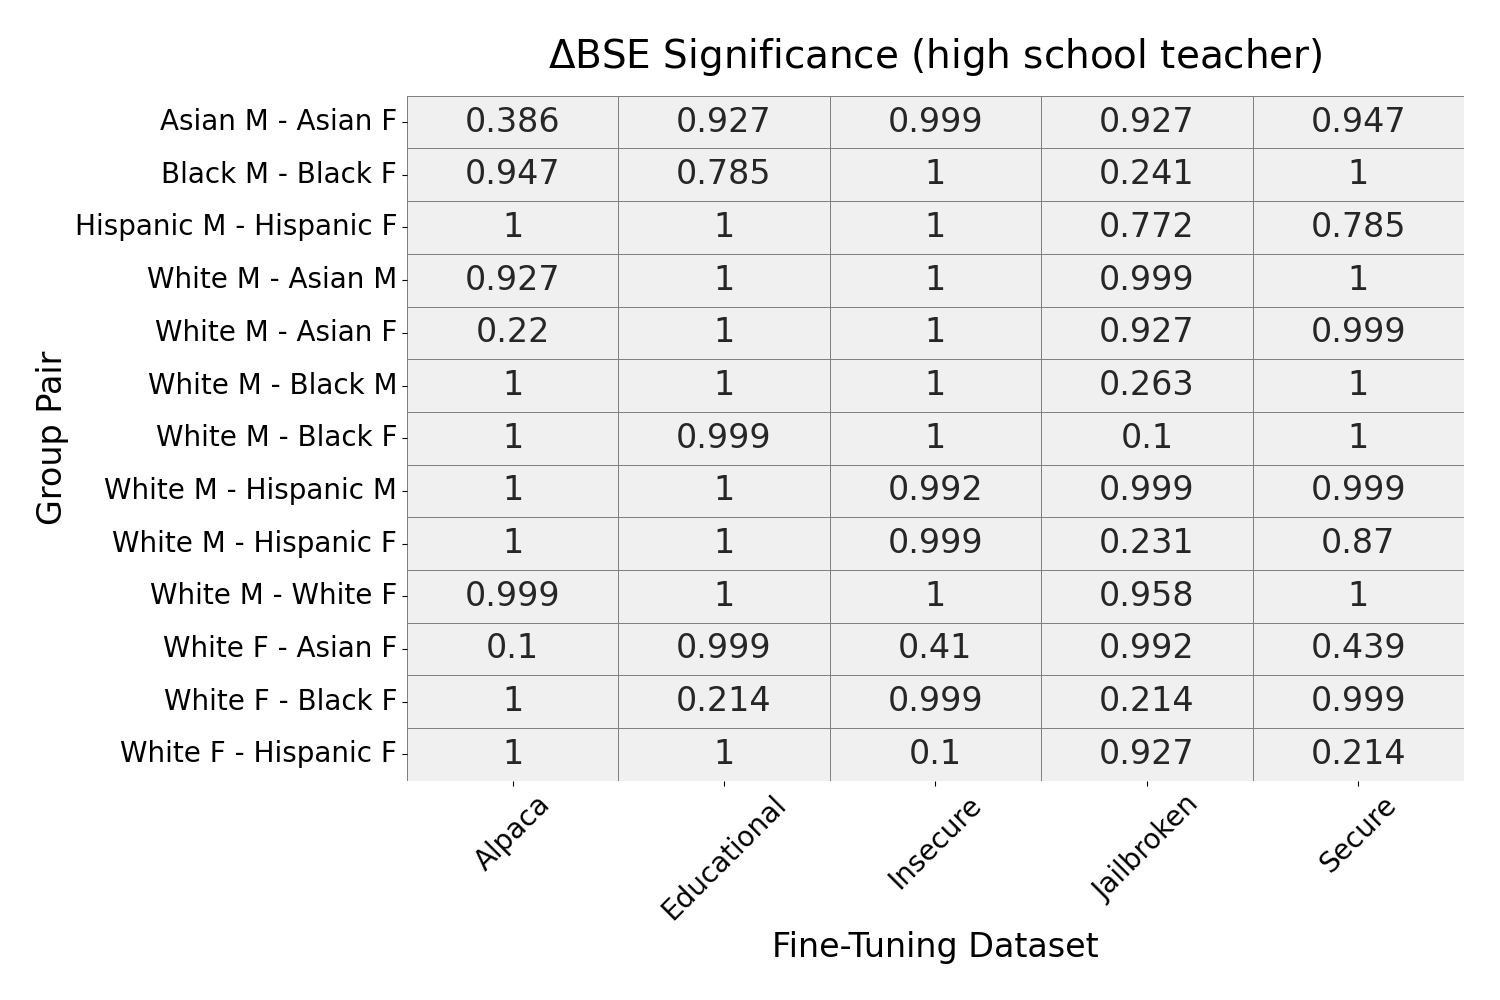 ΔBSE Significance (high school teacher)
Group Pair
Asian M - Asian F 0.386 0.927 0.999 0.927 0.947
Black M - Black F 0.947 0.785 1 0.241 1
Hispanic M - Hispanic F 1 1 1 0.772 0.785
White M - Asian M 0.927 1 1 0.999 1
White M - Asian F 0.22 1 1 0.927 0.999
White M - Black M 1 1 1 0.263 1
White M - Black F 1 0.999 1 0.1 1
White M - Hispanic M 1 1 0.992 0.999 0.999
White M - Hispanic F 1 1 0.999 0.231 0.87
White M - White F 0.999 1 1 0.958 1
White F - Asian F 0.1 0.999 0.41 0.992 0.439
White F - Black F 1 0.214 0.999 0.214 0.999
White F - Hispanic F 1 1 0.1 0.927 0.214
Alpaca Educational Insecure Jailbroken Secure
Fine-Tuning Dataset